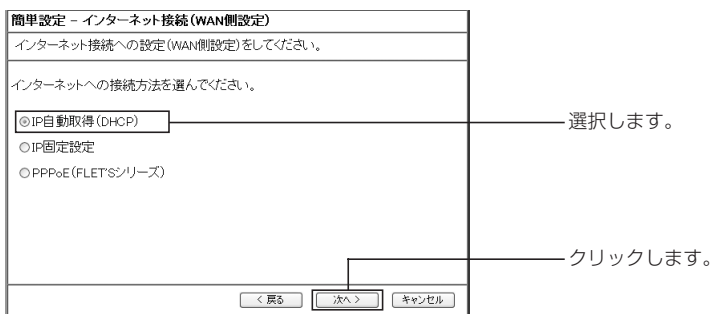 簡単設定 − インターネット接続(WAN側設定)
インターネット接続への設定(WAN側設定)をしてください。
インターネットへの接続方法を選んでください。
◎IP自動取得(DHCP)
選択します。
○IP固定設定
○PPPoE(FLET'Sシリーズ)
クリックします。
< 戻る 次へ > キャンセル